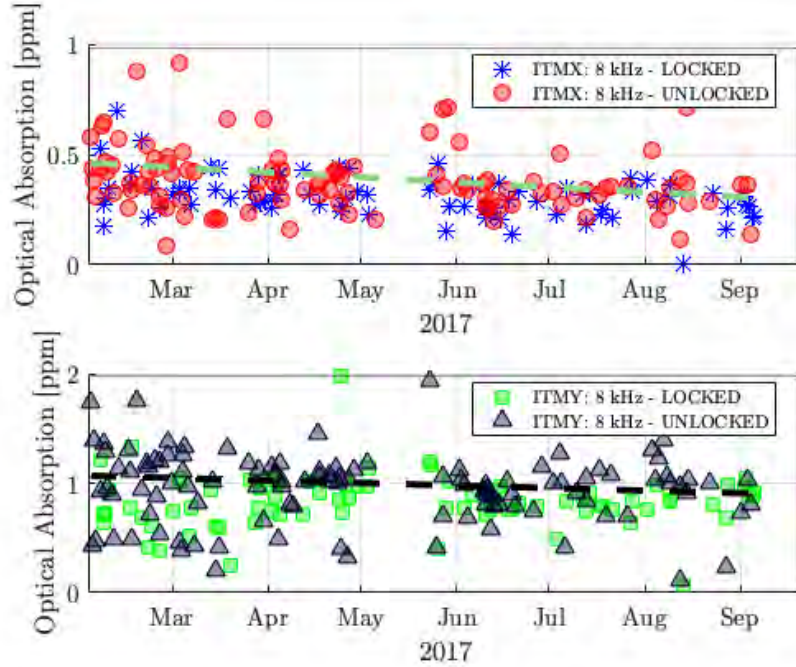 Optical Absorption [ppm]
1
0.5
0
ITMX: 8 kHz - LOCKED
ITMX: 8 kHz - UNLOCKED
Mar Apr May Jun Jul Aug Sep
2017
Optical Absorption [ppm]
2
1
0
ITMY: 8 kHz - LOCKED
ITMY: 8 kHz - UNLOCKED
Mar Apr May Jun Jul Aug Sep
2017